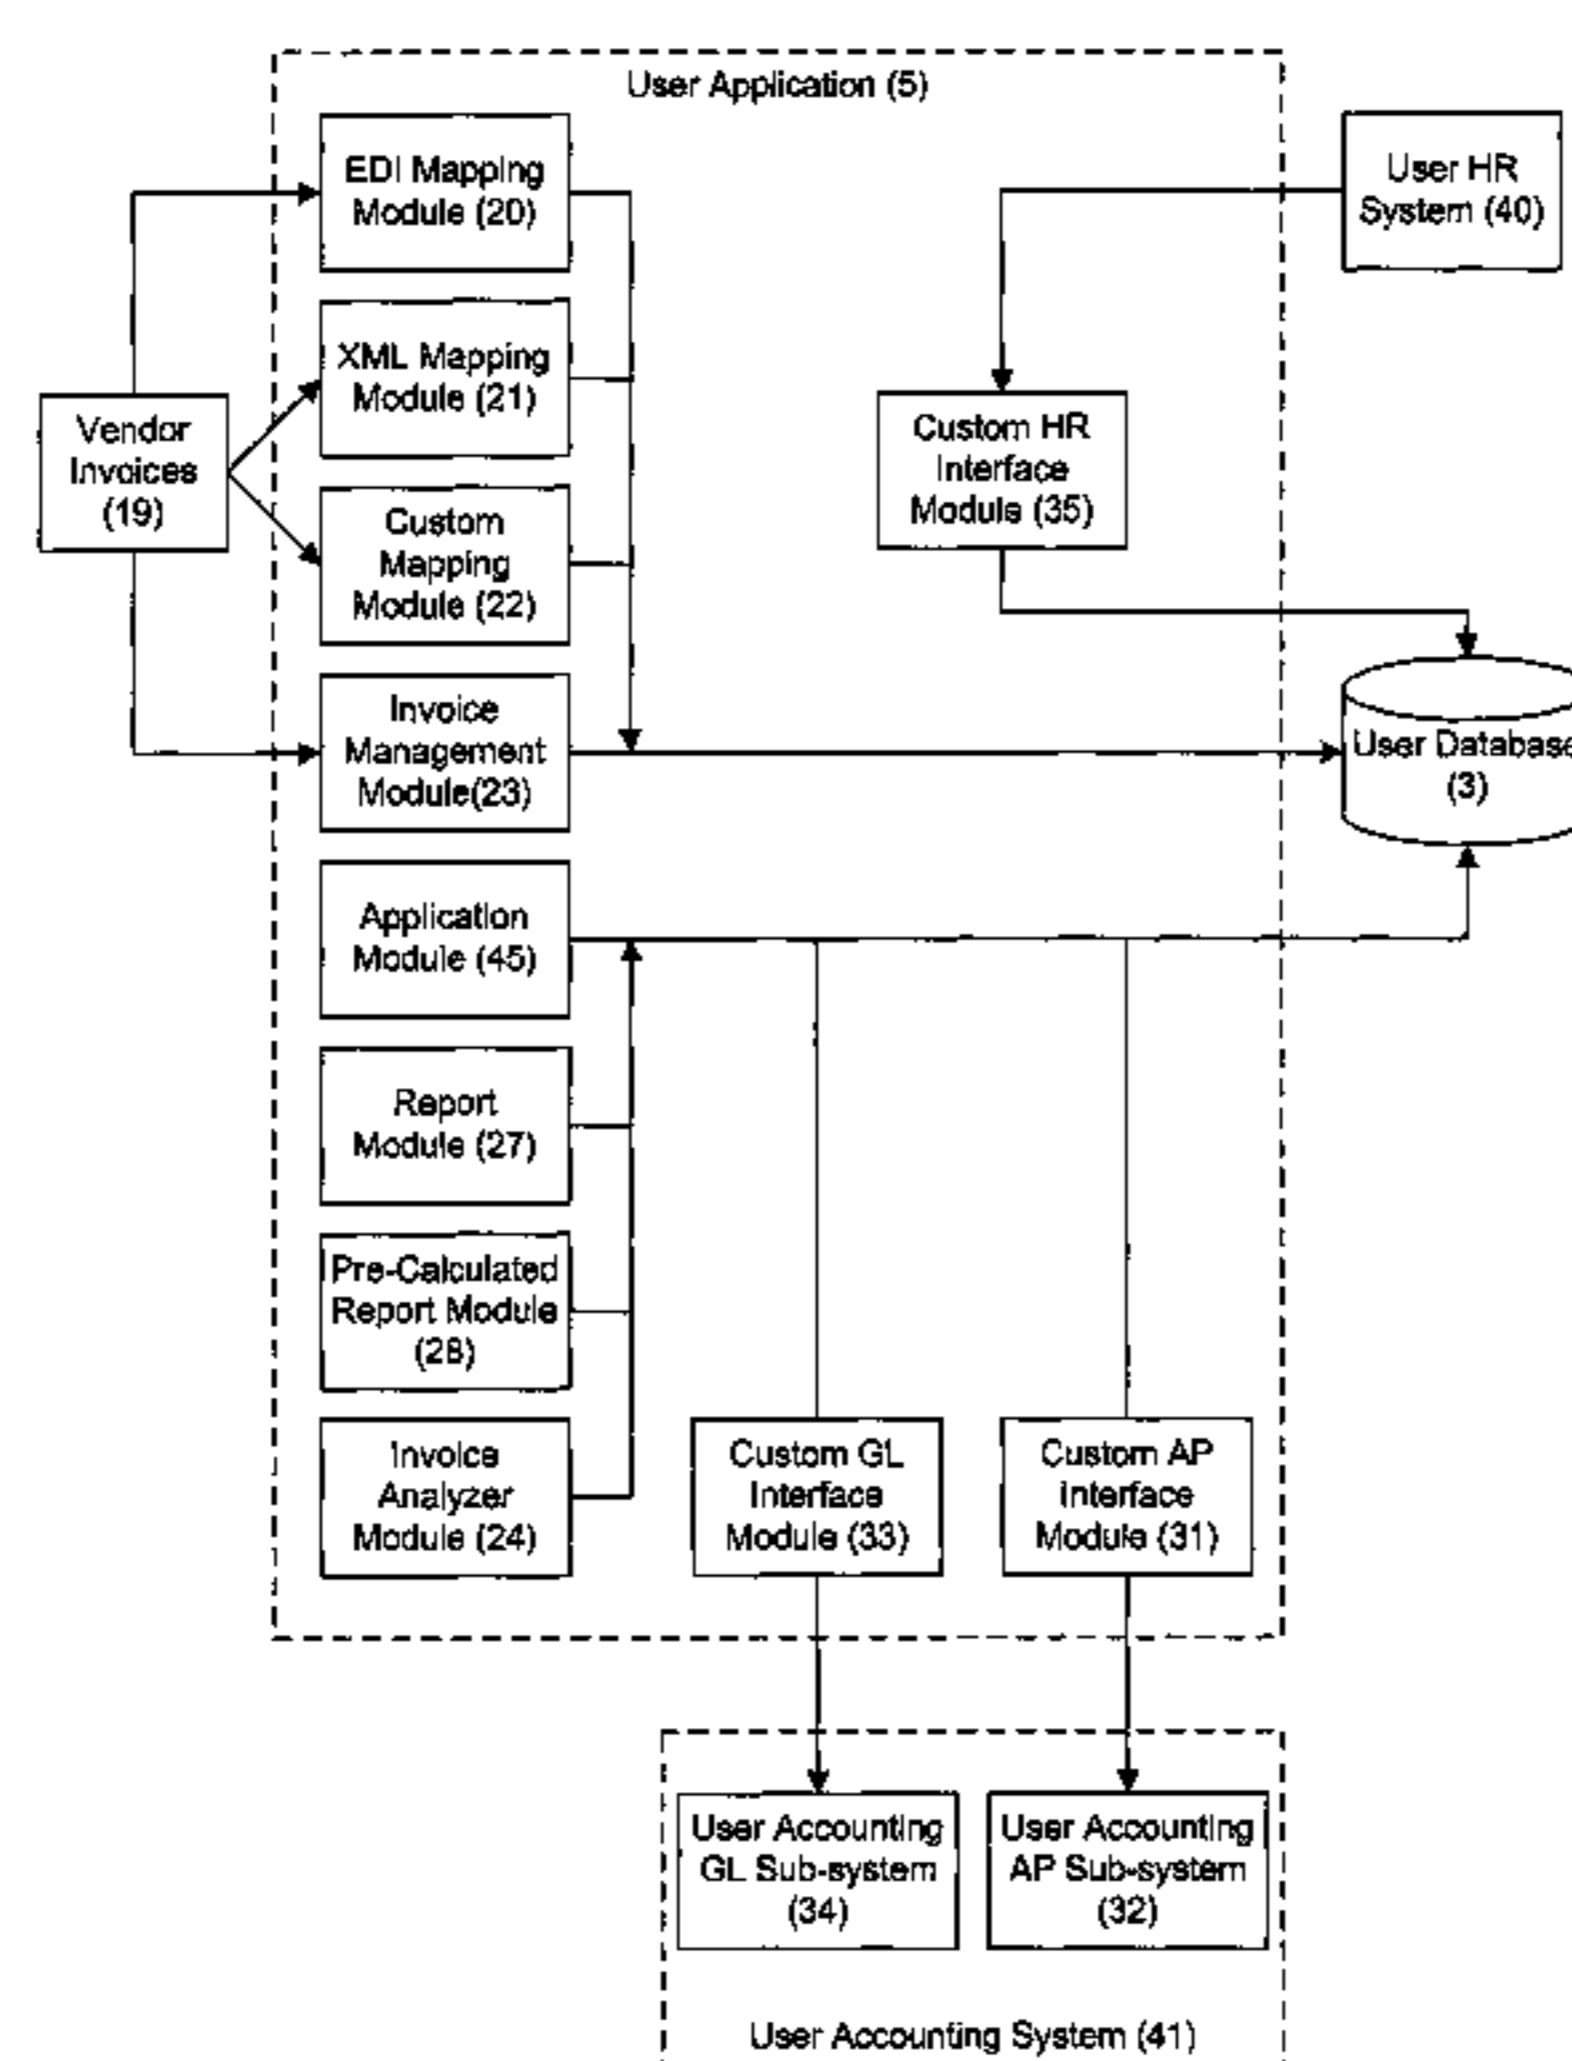 User Application (5)
EDI Mapping
Module (20)
User HR
System (40)
XML Mapping
Module (21)
Vendor
Invoices
(19)
Custom HR
Interface
Module (35)
Custom
Mapping
Module (22)
Invoice
Management
Module(23)
User Database
(3)
Application
Module (45)
Report
Module (27)
Pre-Calculated
Report Module
(28)
Invoice
Analyzer
Module (24)
Custom GL
Interface
Module (33)
Custom AP
Interface
Module (31)
User Accounting
GL Sub-system
(34)
User Accounting
AP Sub-system
(32)
User Accounting System (41)